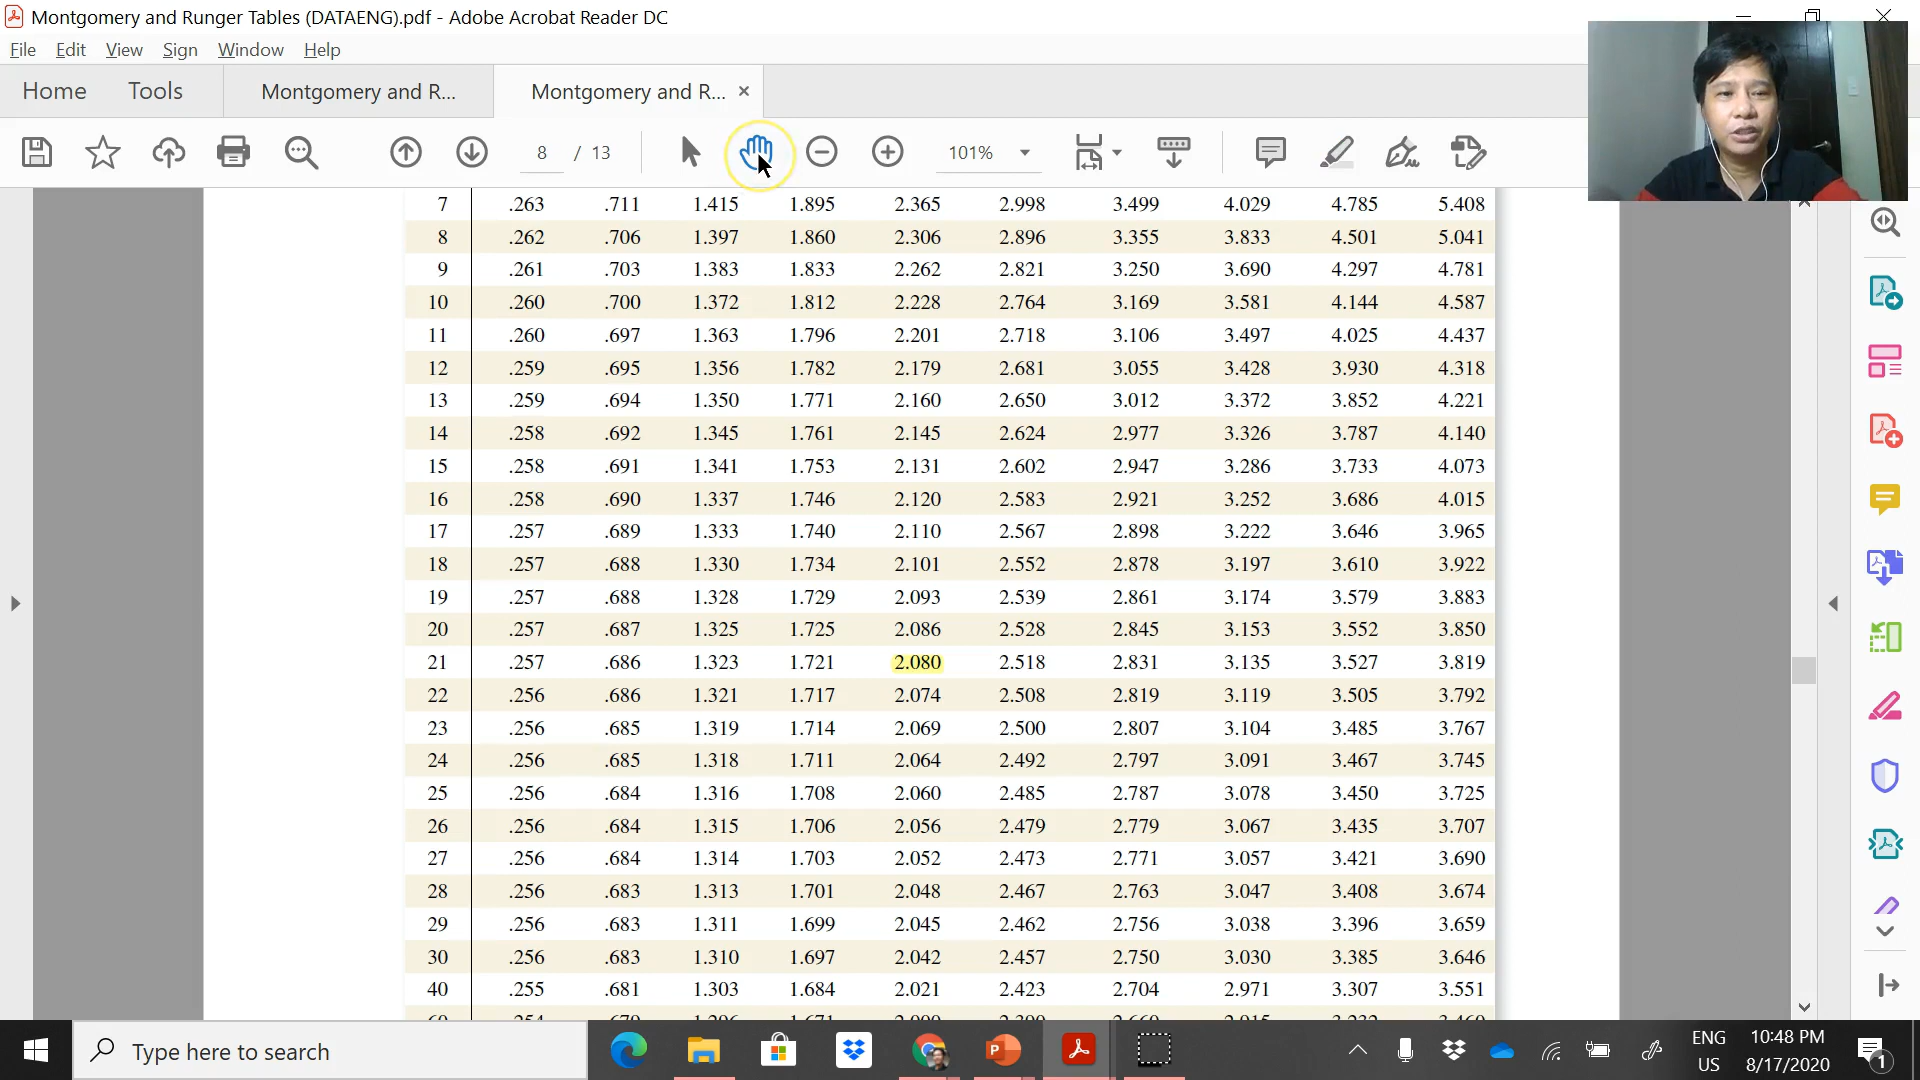 Montgomery and Runger Tables (DATAENG).pdf - Adobe Acrobat Reader DC
File Edit View Sign Window Help
Home Tools Montgomery and R... Montgomery and R... ×
8 / 13 101%
7 .263 .711 1.415 1.895 2.365 2.998 3.499 4.029 4.785 5.408
8 .262 .706 1.397 1.860 2.306 2.896 3.355 3.833 4.501 5.041
9 .261 .703 1.383 1.833 2.262 2.821 3.250 3.690 4.297 4.781
10 .260 .700 1.372 1.812 2.228 2.764 3.169 3.581 4.144 4.587
11 .260 .697 1.363 1.796 2.201 2.718 3.106 3.497 4.025 4.437
12 .259 .695 1.356 1.782 2.179 2.681 3.055 3.428 3.930 4.318
13 .259 .694 1.350 1.771 2.160 2.650 3.012 3.372 3.852 4.221
14 .258 .692 1.345 1.761 2.145 2.624 2.977 3.326 3.787 4.140
15 .258 .691 1.341 1.753 2.131 2.602 2.947 3.286 3.733 4.073
16 .258 .690 1.337 1.746 2.120 2.583 2.921 3.252 3.686 4.015
17 .257 .689 1.333 1.740 2.110 2.567 2.898 3.222 3.646 3.965
18 .257 .688 1.330 1.734 2.101 2.552 2.878 3.197 3.610 3.922
19 .257 .688 1.328 1.729 2.093 2.539 2.861 3.174 3.579 3.883
20 .257 .687 1.325 1.725 2.086 2.528 2.845 3.153 3.552 3.850
21 .257 .686 1.323 1.721 2.080 2.518 2.831 3.135 3.527 3.819
22 .256 .686 1.321 1.717 2.074 2.508 2.819 3.119 3.505 3.792
23 .256 .685 1.319 1.714 2.069 2.500 2.807 3.104 3.485 3.767
24 .256 .685 1.318 1.711 2.064 2.492 2.797 3.091 3.467 3.745
25 .256 .684 1.316 1.708 2.060 2.485 2.787 3.078 3.450 3.725
26 .256 .684 1.315 1.706 2.056 2.479 2.779 3.067 3.435 3.707
27 .256 .684 1.314 1.703 2.052 2.473 2.771 3.057 3.421 3.690
28 .256 .683 1.313 1.701 2.048 2.467 2.763 3.047 3.408 3.674
29 .256 .683 1.311 1.699 2.045 2.462 2.756 3.038 3.396 3.659
30 .256 .683 1.310 1.697 2.042 2.457 2.750 3.030 3.385 3.646
40 .255 .681 1.303 1.684 2.021 2.423 2.704 2.971 3.307 3.551
Type here to search
ENG 10:48 PM
US 8/17/2020 1